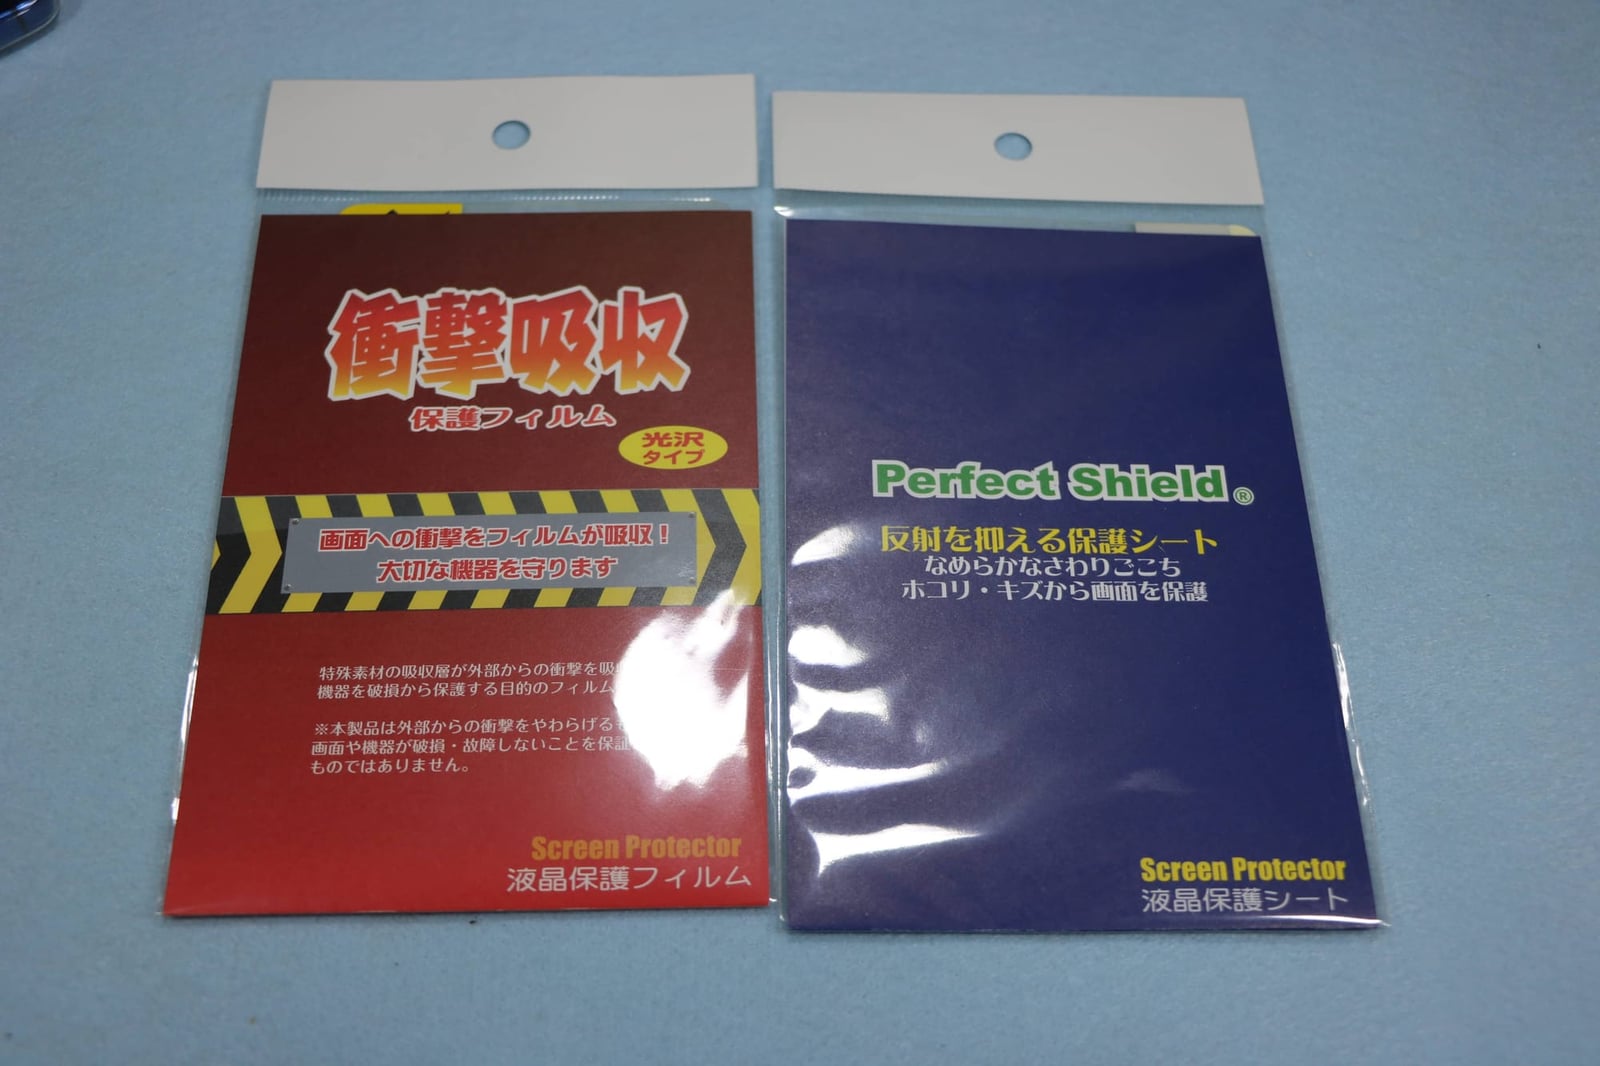 衝撃吸収
保護フィルム
光沢
タイプ
画面への衝撃をフィルムが吸収！
大切な機器を守ります
特殊素材の吸収層が外部からの衝撃を吸
機器を破損から保護する目的のフィルム
※本製品は外部からの衝撃をやわらげる
画面や機器が破損・故障しないことを保証
ものではありません。
Screen Protector
液晶保護フィルム
Perfect Shield®
反射を抑える保護シート
なめらかなさわりごこち
ホコリ・キズから画面を保護
Screen Protector
液晶保護シート